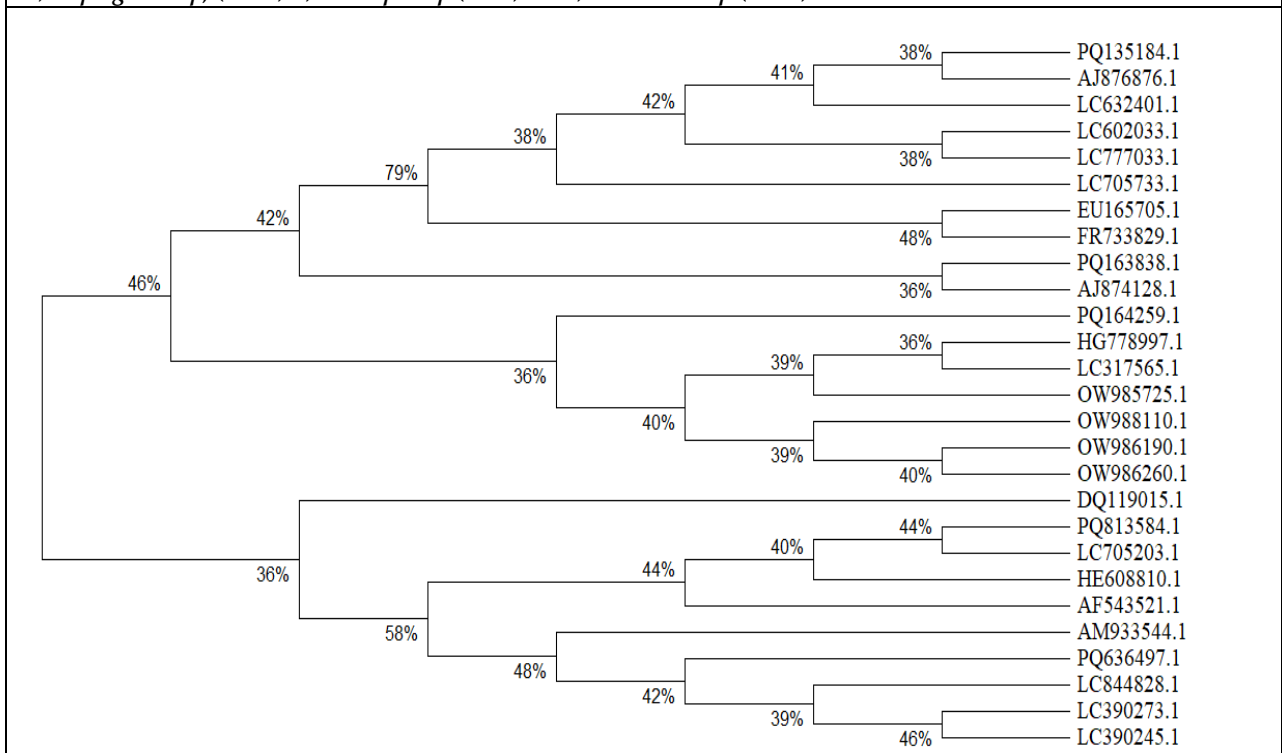 38%
PQ135184.1
41%
AJ876876.1
42%
LC632401.1
38%
LC602033.1
38%
LC777033.1
79%
LC705733.1
42%
EU165705.1
48%
FR733829.1
46%
PQ163838.1
36%
AJ874128.1
PQ164259.1
36%
HG778997.1
39%
LC317565.1
36%
OW985725.1
40%
OW988110.1
39%
OW986190.1
40%
OW986260.1
DQ119015.1
44%
PQ813584.1
40%
LC705203.1
44%
HE608810.1
36%
AF543521.1
58%
AM933544.1
48%
PQ636497.1
42%
LC844828.1
39%
LC390273.1
46%
LC390245.1